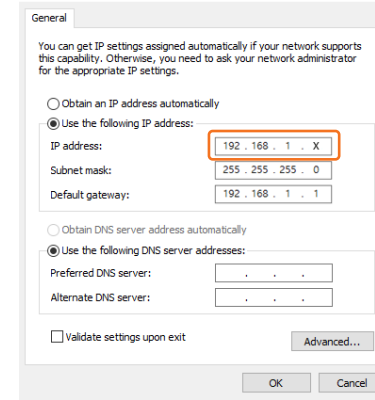 General
You can get IP settings assigned automatically if your network supports
this capability. Otherwise, you need to ask your network administrator
for the appropriate IP settings.
Obtain an IP address automatically
Use the following IP address:
IP address: 192 . 168 . 1 . X
Subnet mask: 255 . 255 . 255 . 0
Default gateway: 192 . 168 . 1 . 1
Obtain DNS server address automatically
Use the following DNS server addresses:
Preferred DNS server: . . .
Alternate DNS server: . . .
Validate settings upon exit
Advanced...
OK Cancel